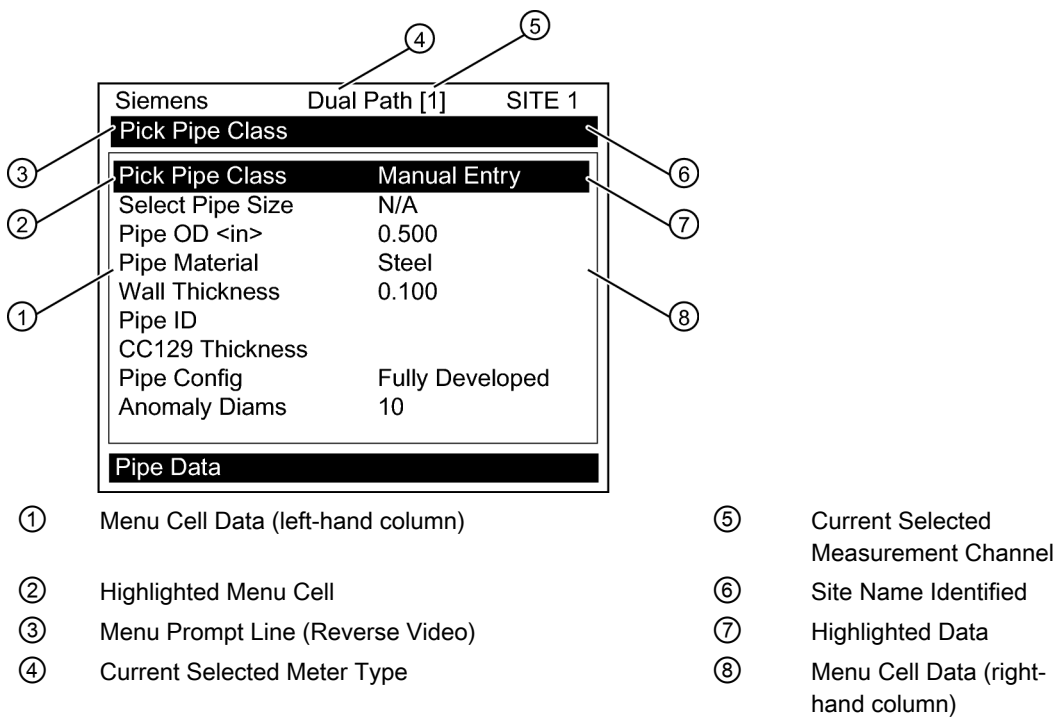 ④ ⑤
Siemens Dual Path [1] SITE 1
Pick Pipe Class
③ ⑥
Pick Pipe Class Manual Entry
② ⑦
Select Pipe Size N/A
Pipe OD <in> 0.500
Pipe Material Steel
Wall Thickness 0.100
① ⑧
Pipe ID
CC129 Thickness
Pipe Config Fully Developed
Anomaly Diams 10
Pipe Data
① Menu Cell Data (left-hand column)
② Highlighted Menu Cell
③ Menu Prompt Line (Reverse Video)
④ Current Selected Meter Type
⑤ Current Selected
Measurement Channel
⑥ Site Name Identified
⑦ Highlighted Data
⑧ Menu Cell Data (right-
hand column)